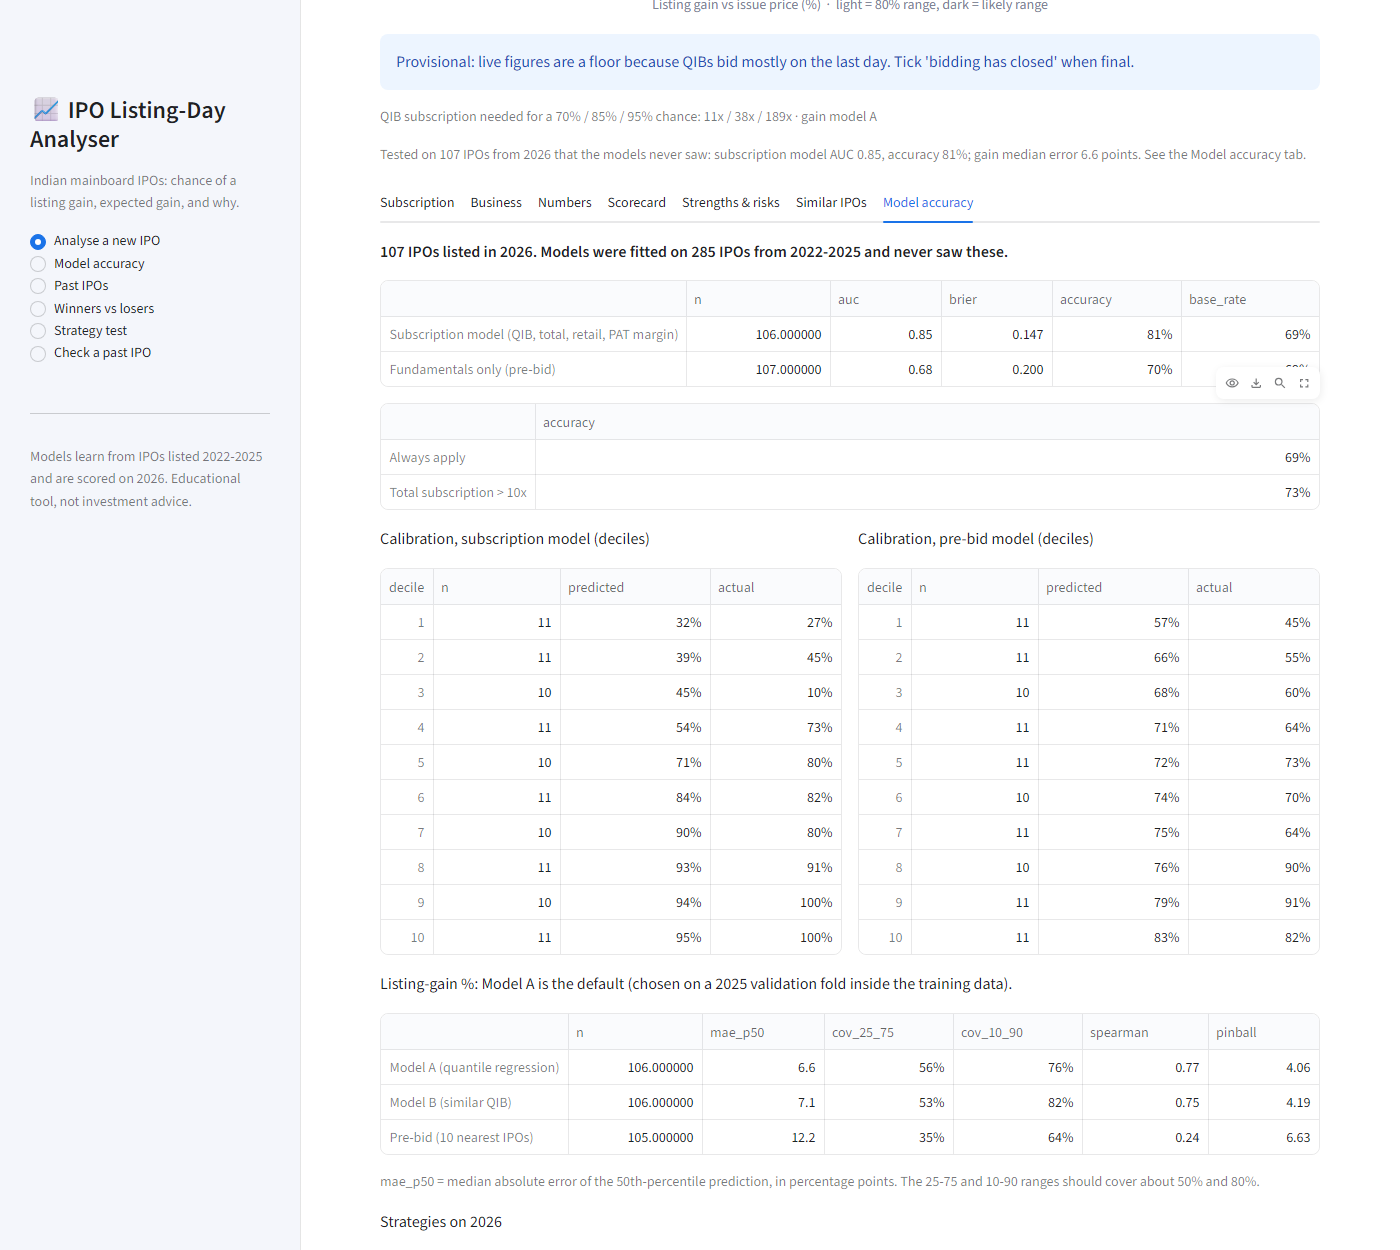 Listing gain vs issue price (%) · light = 80% range, dark = likely range
Provisional: live figures are a floor because QIBs bid mostly on the last day. Tick 'bidding has closed' when final.
QIB subscription needed for a 70% / 85% / 95% chance: 11x / 38x / 189x · gain model A
Tested on 107 IPOs from 2026 that the models never saw: subscription model AUC 0.85, accuracy 81%; gain median error 6.6 points. See the Model accuracy tab.
IPO Listing-Day
Analyser
Indian mainboard IPOs: chance of a
listing gain, expected gain, and why.
Analyse a new IPO
Model accuracy
Past IPOs
Winners vs losers
Strategy test
Check a past IPO
Models learn from IPOs listed 2022-2025
and are scored on 2026. Educational
tool, not investment advice.
Subscription Business Numbers Scorecard Strengths & risks Similar IPOs Model accuracy
107 IPOs listed in 2026. Models were fitted on 285 IPOs from 2022-2025 and never saw these.
n auc brier accuracy base_rate
Subscription model (QIB, total, retail, PAT margin) 106.000000 0.85 0.147 81% 69%
Fundamentals only (pre-bid) 107.000000 0.68 0.200 70%
accuracy
Always apply 69%
Total subscription > 10x 73%
Calibration, subscription model (deciles)
decile n predicted actual
1 11 32% 27%
2 11 39% 45%
3 10 45% 10%
4 11 54% 73%
5 10 71% 80%
6 11 84% 82%
7 10 90% 80%
8 11 93% 91%
9 10 94% 100%
10 11 95% 100%
Calibration, pre-bid model (deciles)
decile n predicted actual
1 11 57% 45%
2 11 66% 55%
3 10 68% 60%
4 11 71% 64%
5 11 72% 73%
6 10 74% 70%
7 11 75% 64%
8 10 76% 90%
9 11 79% 91%
10 11 83% 82%
Listing-gain %: Model A is the default (chosen on a 2025 validation fold inside the training data).
n mae_p50 cov_25_75 cov_10_90 spearman pinball
Model A (quantile regression) 106.000000 6.6 56% 76% 0.77 4.06
Model B (similar QIB) 106.000000 7.1 53% 82% 0.75 4.19
Pre-bid (10 nearest IPOs) 105.000000 12.2 35% 64% 0.24 6.63
mae_p50 = median absolute error of the 50th-percentile prediction, in percentage points. The 25-75 and 10-90 ranges should cover about 50% and 80%.
Strategies on 2026